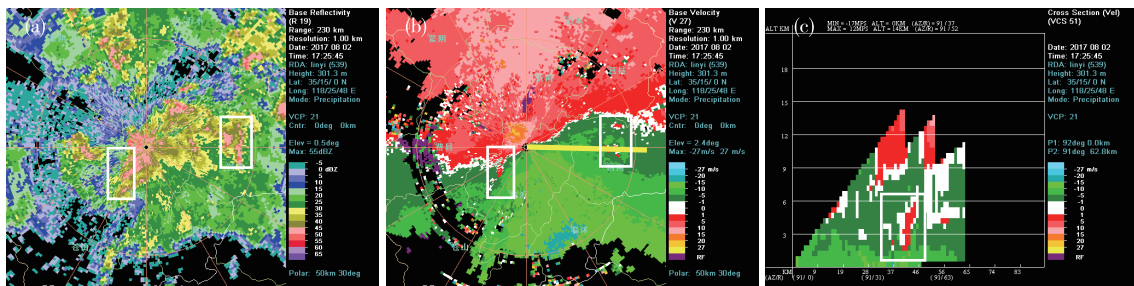 (a)
Base Reflectivity
(R 19)
Range: 230 km
Resolution: 1.00 km
Date: 2017 08 02
Time: 17:25:45
RDA: linyi (539)
Height: 301.3 m
Lat: 35/15/ 0 N
Long: 118/25/48 E
Mode: Precipitation
VCP: 21
Cntr: 0deg 0km
Elev = 0.5deg
Max: 55dBZ
-5
0 dBZ
5
10
15
20
25
30
35
40
45
50
55
60
65
Polar: 50km 30deg
(b)
Base Velocity
(V 27)
Range: 230 km
Resolution: 1.00 km
Date: 2017 08 02
Time: 17:25:45
RDA: linyi (539)
Height: 301.3 m
Lat: 35/15/ 0 N
Long: 118/25/48 E
Mode: Precipitation
VCP: 21
Cntr: 0deg 0km
Elev = 2.4deg
Max: -27m/s 27 m/s
-27 m/s
-20
-15
-10
-5
-1
0
1
5
10
15
20
27
RF
Polar: 50km 30deg
(c)
ALT KM
MIN = -17MPS ALT = 0KM (AZ/R) = 91/37
MAX = 12MPS ALT = 14KM (AZ/R) = 91/52
18
15
12
9
6
3
KM
9
18
29
40
46
50
63
73
83
(AZ/R)
(91/ 0)
(91/31)
(91/63)
Cross Section (Vel)
(VCS 51)
Date: 2017 08 02
Time: 17:25:45
RDA: linyi (539)
Height: 301.3 m
Lat: 35/15/ 0 N
Long: 118/25/48 E
Mode: Precipitation
VCP: 21
P1: 92deg 0.0km
P2: 91deg 62.8km
-27 m/s
-20
-15
-10
-5
-1
0
1
5
10
15
20
27
RF